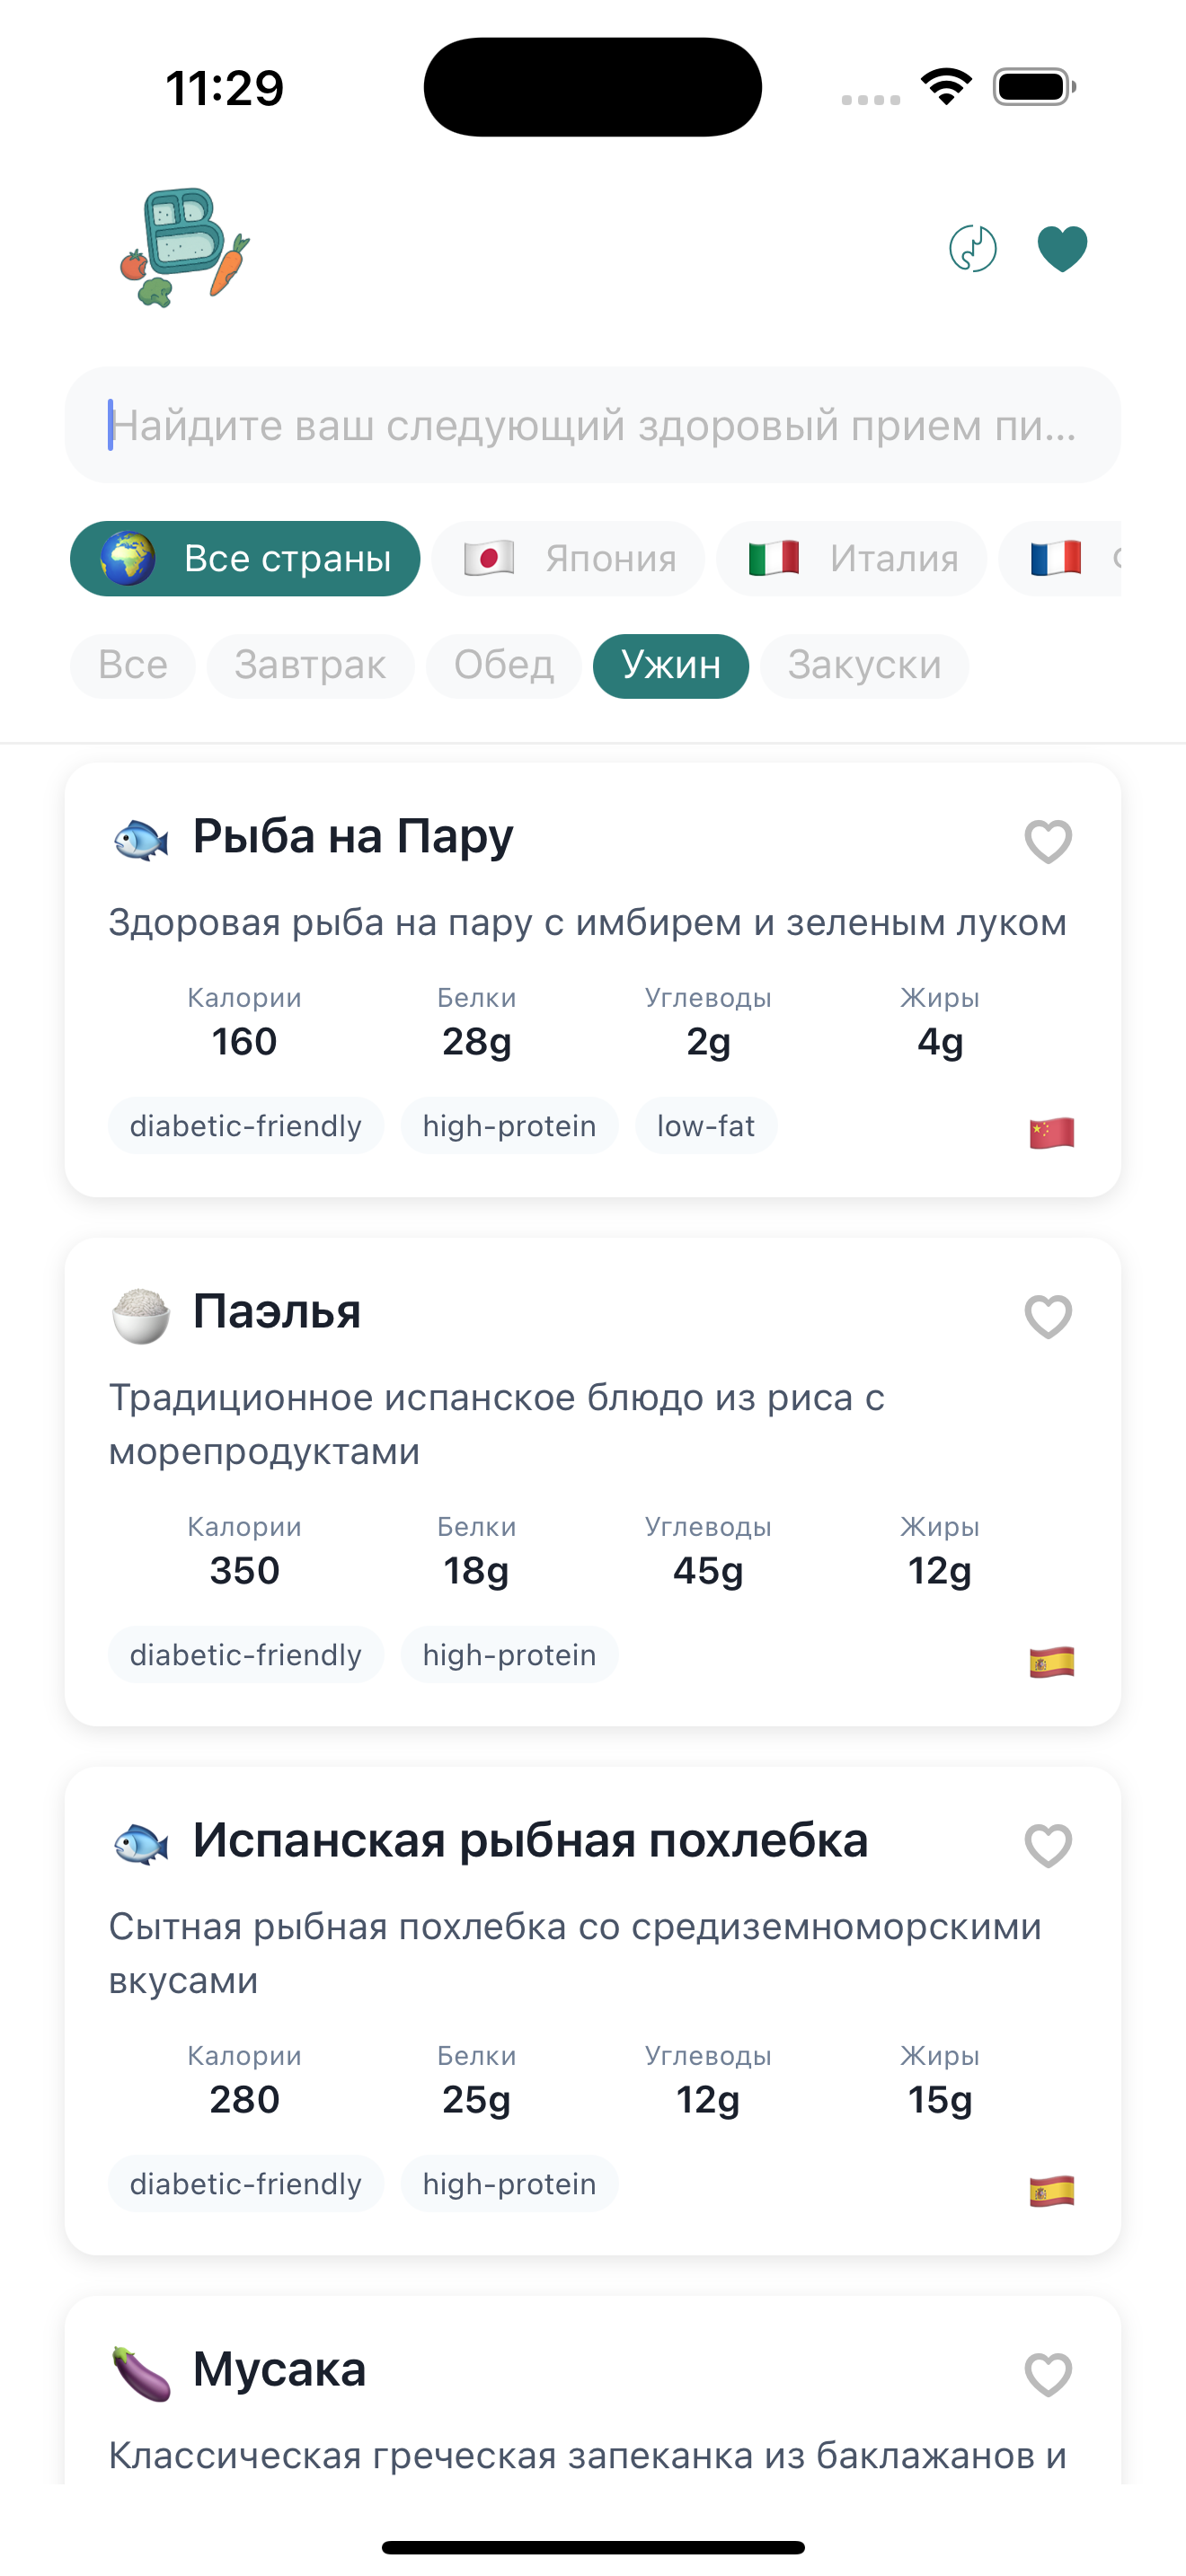 11:29
Найдите ваш следующий здоровый прием пи...
Все страны Япония Италия
Все Завтрак Обед Ужин Закуски
Рыба на Пару
Здоровая рыба на пару с имбирем и зеленым луком
Калории Белки Углеводы Жиры
160 28g 2g 4g
diabetic-friendly high-protein low-fat
Паэлья
Традиционное испанское блюдо из риса с
морепродуктами
Калории Белки Углеводы Жиры
350 18g 45g 12g
diabetic-friendly high-protein
Испанская рыбная похлебка
Сытная рыбная похлебка со средиземноморскими
вкусами
Калории Белки Углеводы Жиры
280 25g 12g 15g
diabetic-friendly high-protein
Мусака
Классическая греческая запеканка из баклажанов и